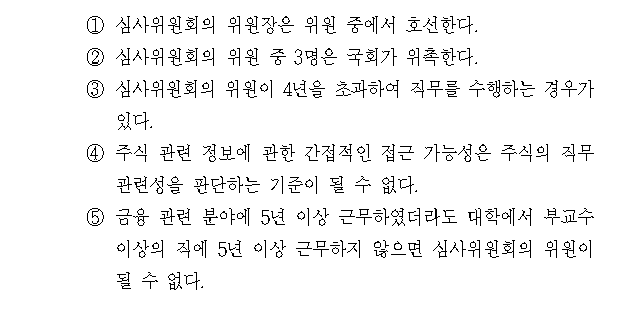 ① 심사위원회의 위원장은 위원 중에서 호선한다.
② 심사위원회의 위원 중 3명은 국회가 위촉한다.
③ 심사위원회의 위원이 4년을 초과하여 직무를 수행하는 경우가
있다.
④ 주식 관련 정보에 관한 간접적인 접근 가능성은 주식의 직무
관련성을 판단하는 기준이 될 수 없다.
⑤ 금융 관련 분야에 5년 이상 근무하였더라도 대학에서 부교수
이상의 직에 5년 이상 근무하지 않으면 심사위원회의 위원이
될 수 없다.